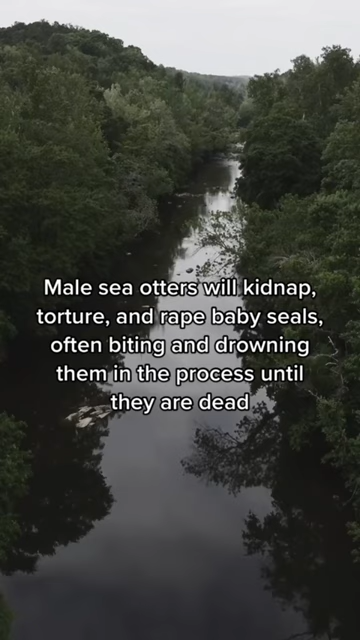 Male sea otters will kidnap,
torture, and rape baby seals,
often biting and drowning
them in the process until
they are dead